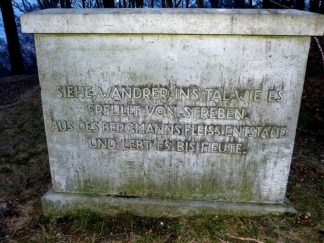 SIEHE, WANDRER, INS TAL, WIE ES
ERFÜLLT VON STREBEN
AUS DES BERGMANNS FLEISS ENTSTAND
UND LEBT ES BIS HEUTE.